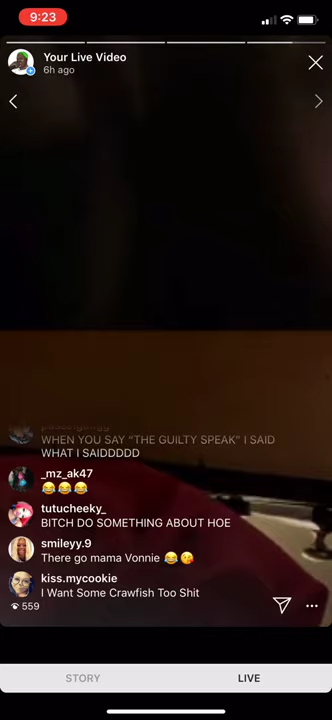 9:23
Your Live Video
6h ago
WHEN YOU SAY "THE GUILTY SPEAK" I SAID
WHAT I SAIDDDDD
_mz_ak47
😂😂😂
tutucheeky_
BITCH DO SOMETHING ABOUT HOE
smileyy.9
There go mama Vonnie 😂😘
kiss.mycookie
I Want Some Crawfish Too Shit
559
STORY LIVE